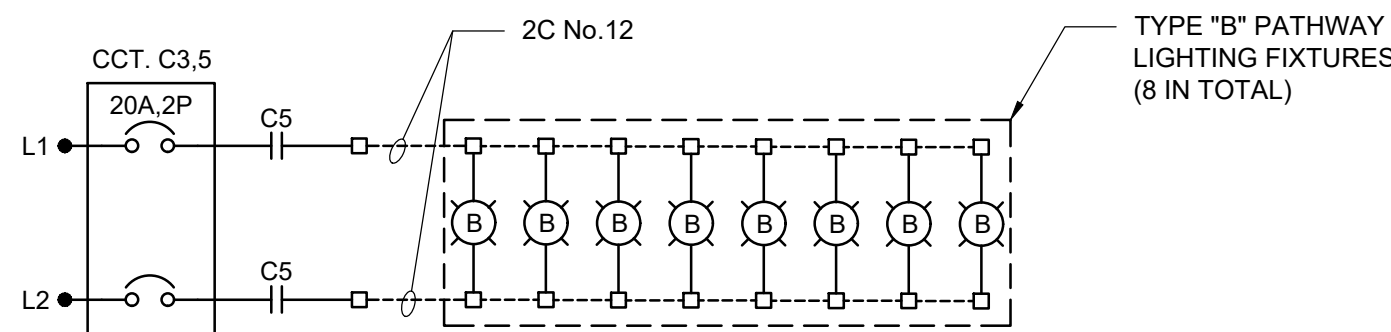 2C No.12
TYPE "B" PATHWAY
LIGHTING FIXTURES
(8 IN TOTAL)
CCT. C3,5
20A,2P
C5
L1
B B B B B B B B
C5
L2